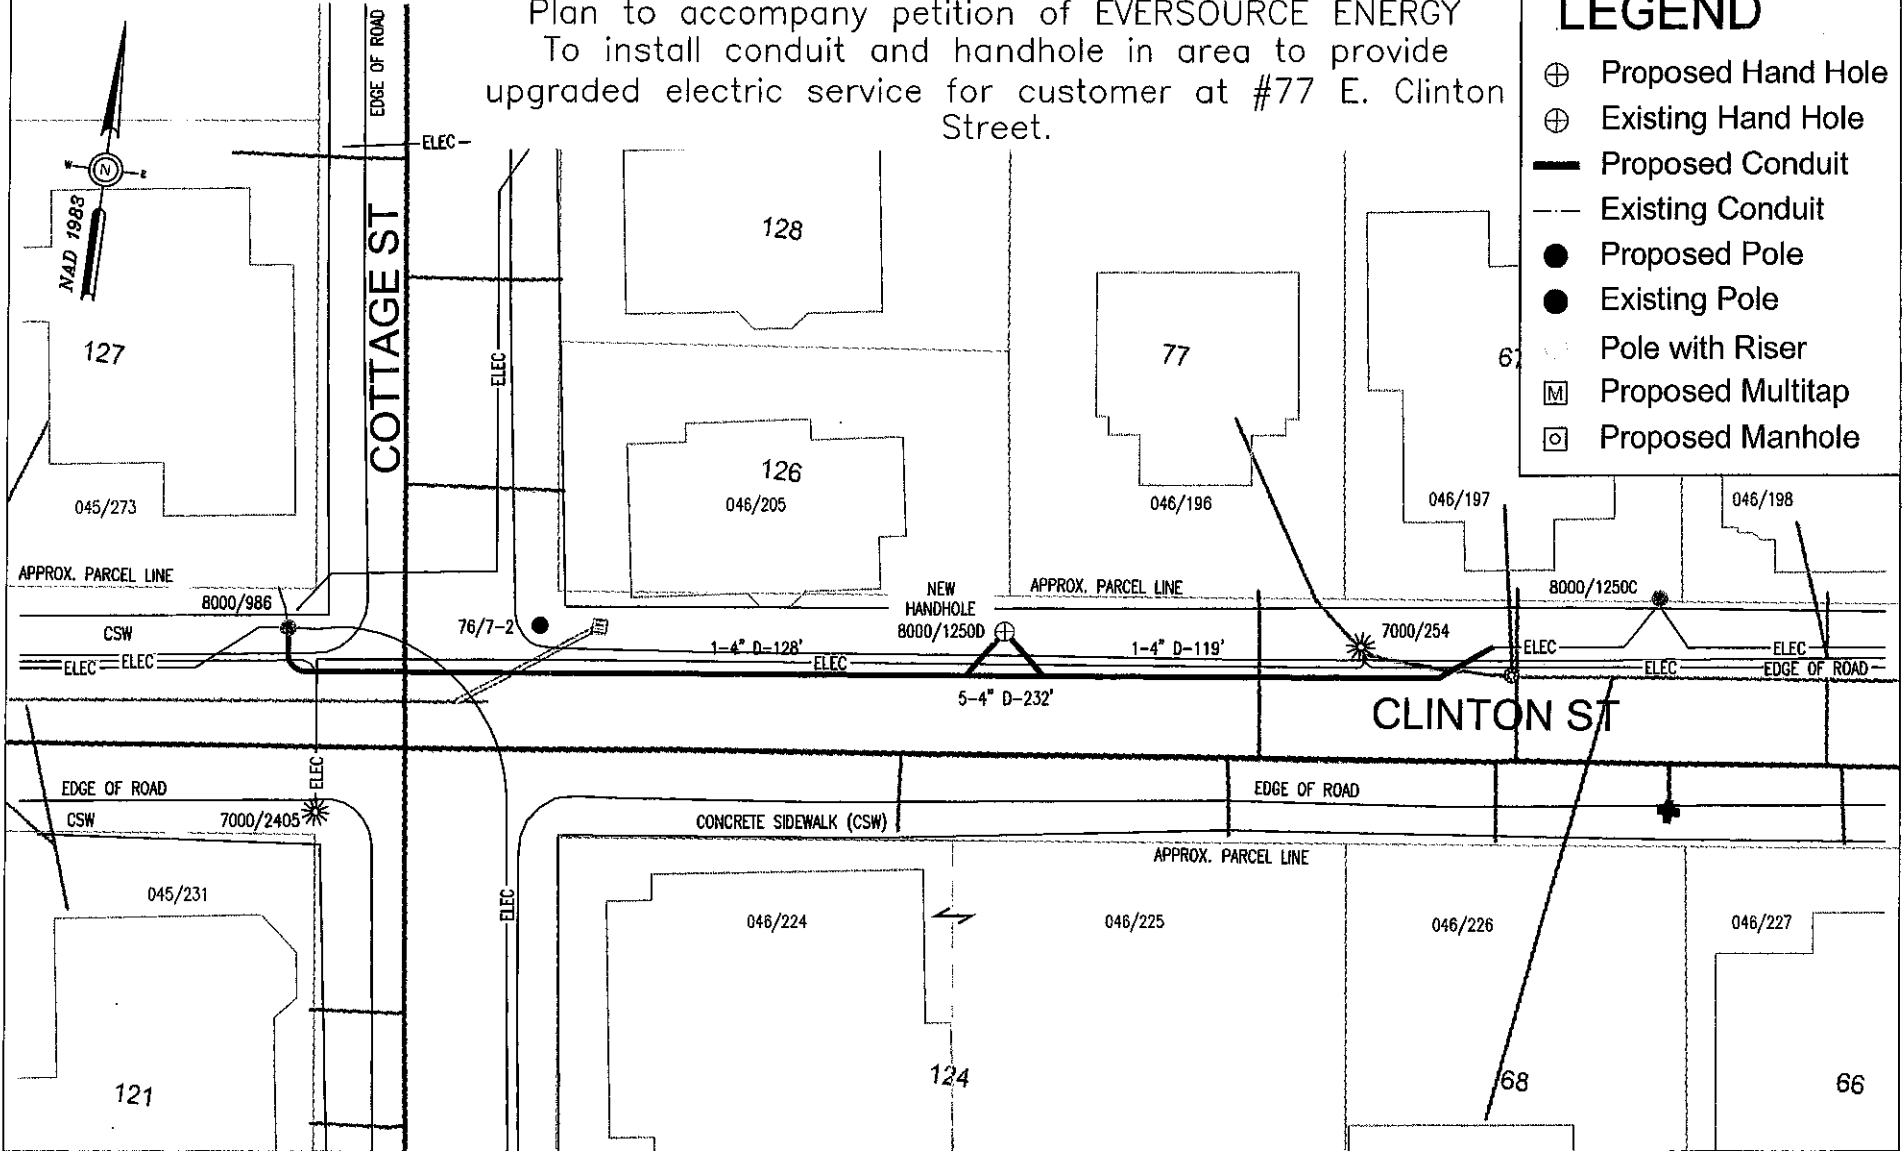 Plan to accompany petition of EVERSOURCE ENERGY
To install conduit and handhole in area to provide
upgraded electric service for customer at #77 E. Clinton
Street.
LEGEND
Proposed Hand Hole
Existing Hand Hole
Proposed Conduit
Existing Conduit
Proposed Pole
Existing Pole
Pole with Riser
M Proposed Multitap
Proposed Manhole
EDGE OF ROAD
ELEC
W N E
NAD 1983
COTTAGE ST
128
127
77
67
ELEC
126
045/273
046/205
046/196
046/197
046/198
APPROX. PARCEL LINE
8000/986
NEW
HANDHOLE
8000/1250D
APPROX. PARCEL LINE
8000/1250C
CSW
76/7-2
7000/254
1-4" D-128'
1-4" D-119'
ELEC
ELEC
ELEC
ELEC
ELEC
ELEC
EDGE OF ROAD
5-4" D-232'
CLINTON ST
ELEC
EDGE OF ROAD
EDGE OF ROAD
CSW
7000/2405
CONCRETE SIDEWALK (CSW)
APPROX. PARCEL LINE
ELEC
045/231
046/224
046/225
046/226
046/227
121
124
68
66